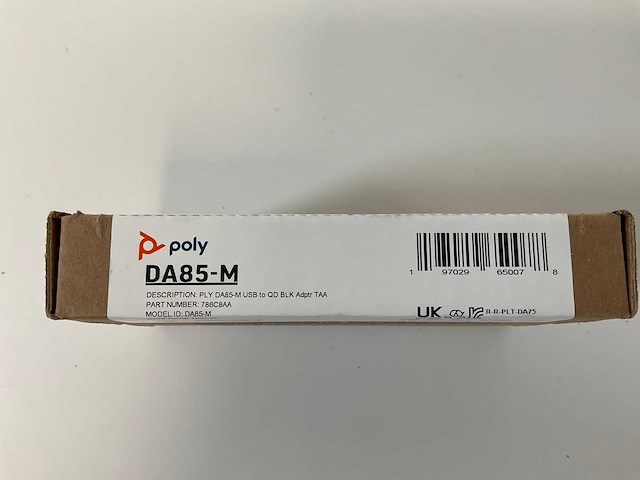 poly
DA85-M
DESCRIPTION: PLY DA85-M USB to QD BLK Adptr TAA
PART NUMBER: 786C8AA
MODEL ID: DA85-M
1 97029 65007 8
UK
R-R-PLT-DA75